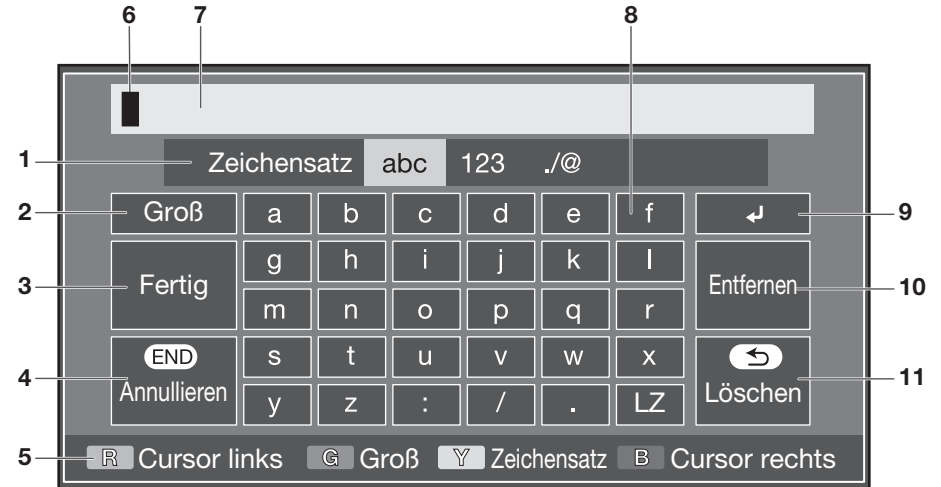 6 7 8
1 Zeichensatz abc 123 ./@
2 Groß a b c d e f 9
g h i j k l
3 Fertig Entfernen 10
m n o p q r
END s t u v w x
4 Annullieren Löschen 11
y z : / . LZ
5 R Cursor links G Groß Y Zeichensatz B Cursor rechts